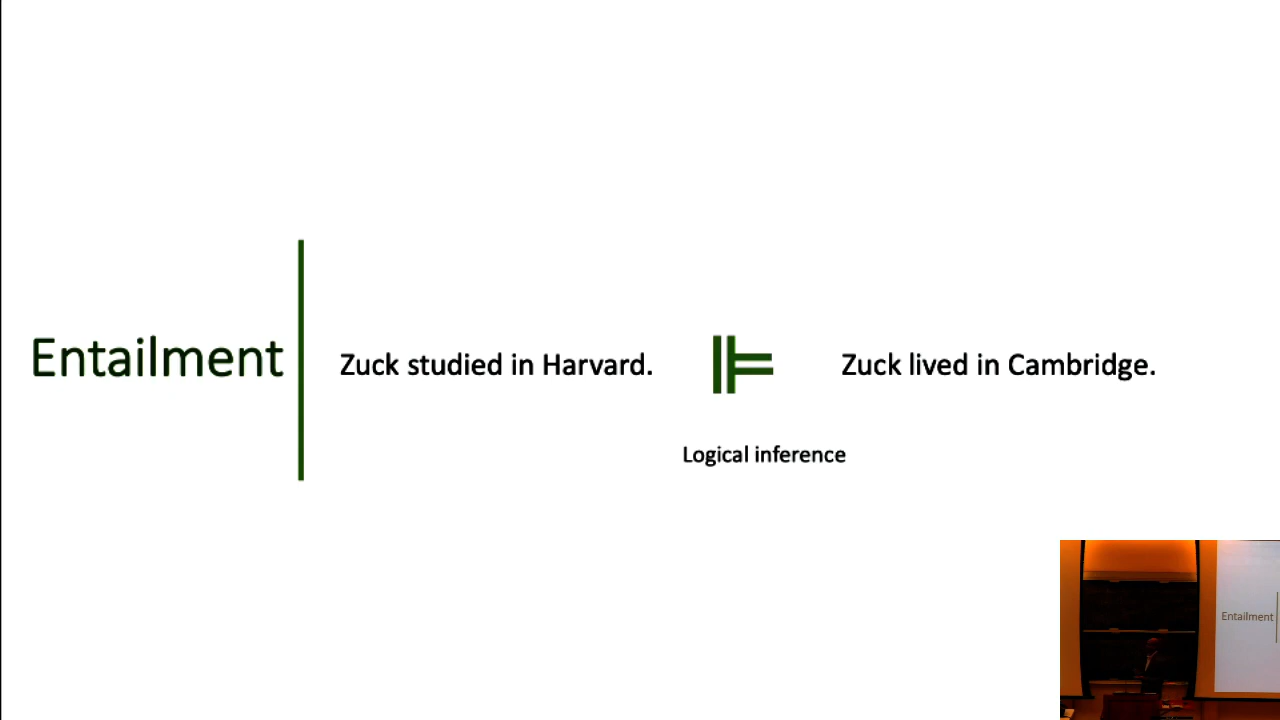 Entailment
Zuck studied in Harvard.
Zuck lived in Cambridge.
Logical inference
Entailment